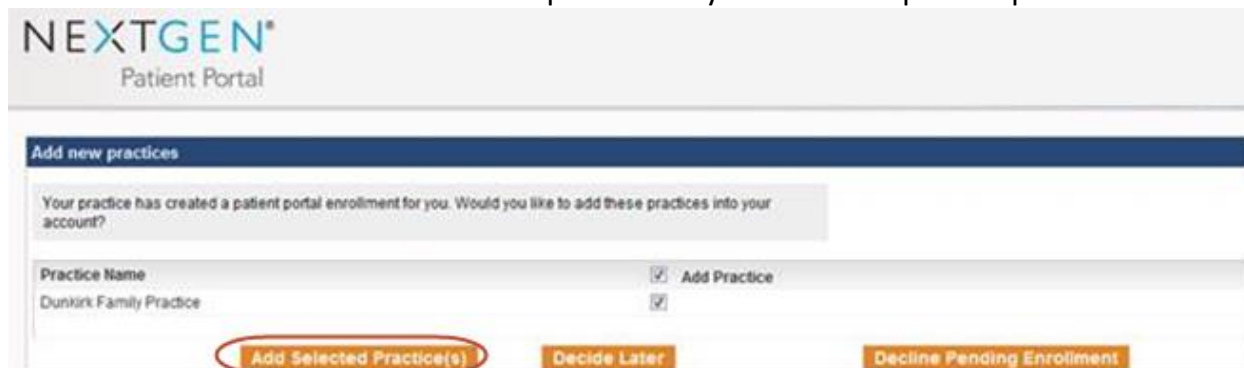 NEXTGEN®
Patient Portal
Add new practices
Your practice has created a patient portal enrollment for you. Would you like to add these practices into your
account?
Practice Name Add Practice
Dunkirk Family Practice
Add Selected Practice(s) Decide Later Decline Pending Enrollment